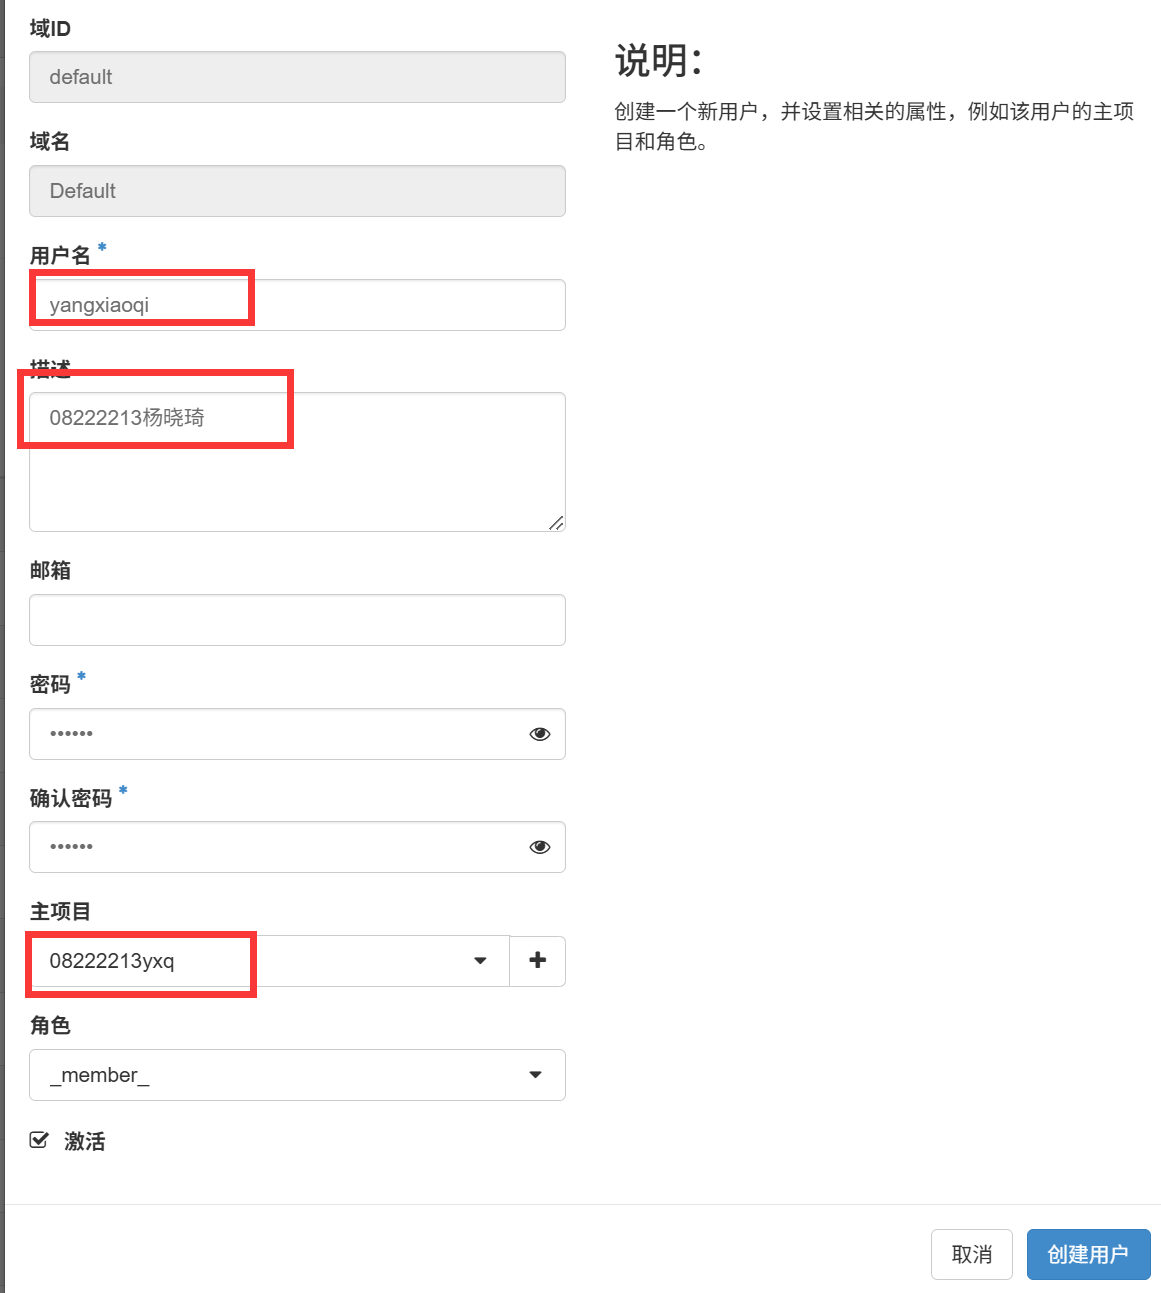 域ID
default
域名
Default
用户名 *
yangxiaoqi
描述
08222213杨晓琦
邮箱
密码 *
••••••
确认密码 *
••••••
主项目
08222213yxq
角色
_member_
激活
说明：
创建一个新用户，并设置相关的属性，例如该用户的主项
目和角色。
取消
创建用户